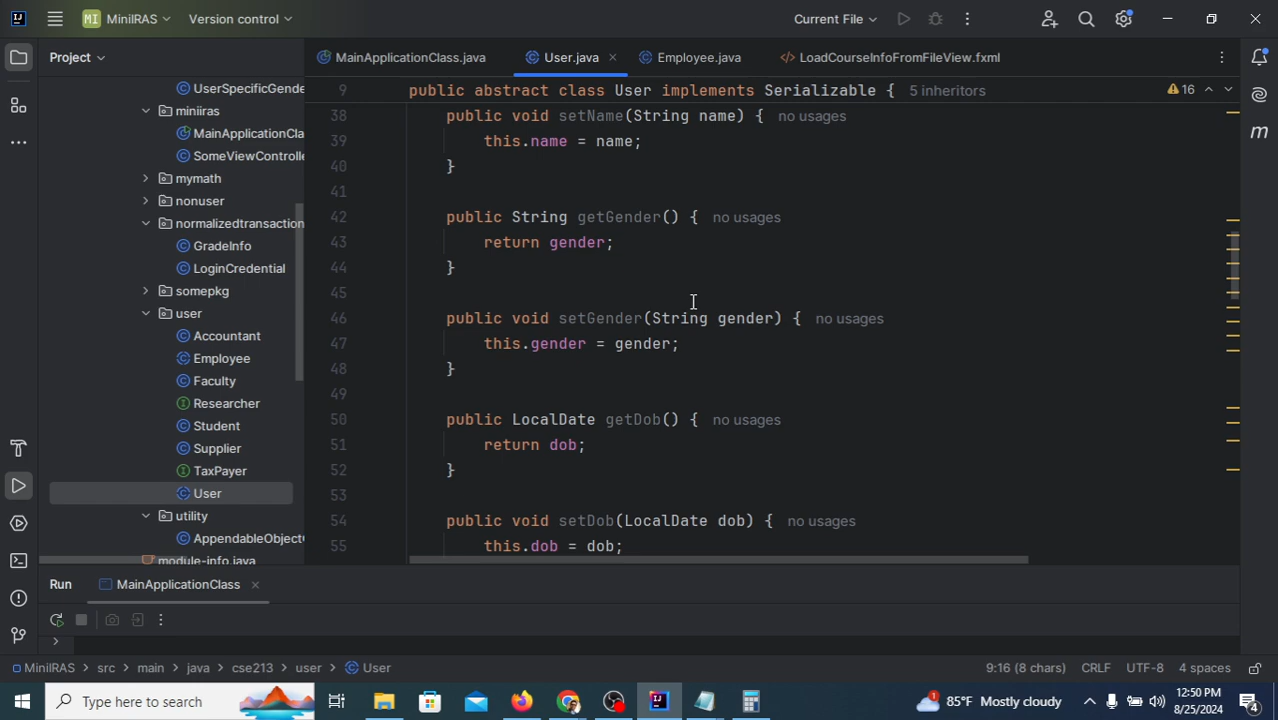 MI MiniIRAS Version control Current File
Project
MainApplicationClass.java User.java Employee.java LoadCourseInfoFromFileView.fxml
UserSpecificGende
miniiras
MainApplicationCla
SomeViewControlle
mymath
nonuser
normalizedtransaction
GradeInfo
LoginCredential
somepkg
user
Accountant
Employee
Faculty
Researcher
Student
Supplier
TaxPayer
User
utility
AppendableObjectO
module-info.java
9 public abstract class User implements Serializable { 5 inheritors 16
38 public void setName(String name) { no usages
39 this.name = name;
40 }
41
42 public String getGender() { no usages
43 return gender;
44 }
45
46 public void setGender(String gender) { no usages
47 this.gender = gender;
48 }
49
50 public LocalDate getDob() { no usages
51 return dob;
52 }
53
54 public void setDob(LocalDate dob) { no usages
55 this.dob = dob;
Run MainApplicationClass
MiniIRAS > src > main > java > cse213 > user > User 9:16 (8 chars) CRLF UTF-8 4 spaces
Type here to search 1 85°F Mostly cloudy 12:50 PM
8/25/2024 4